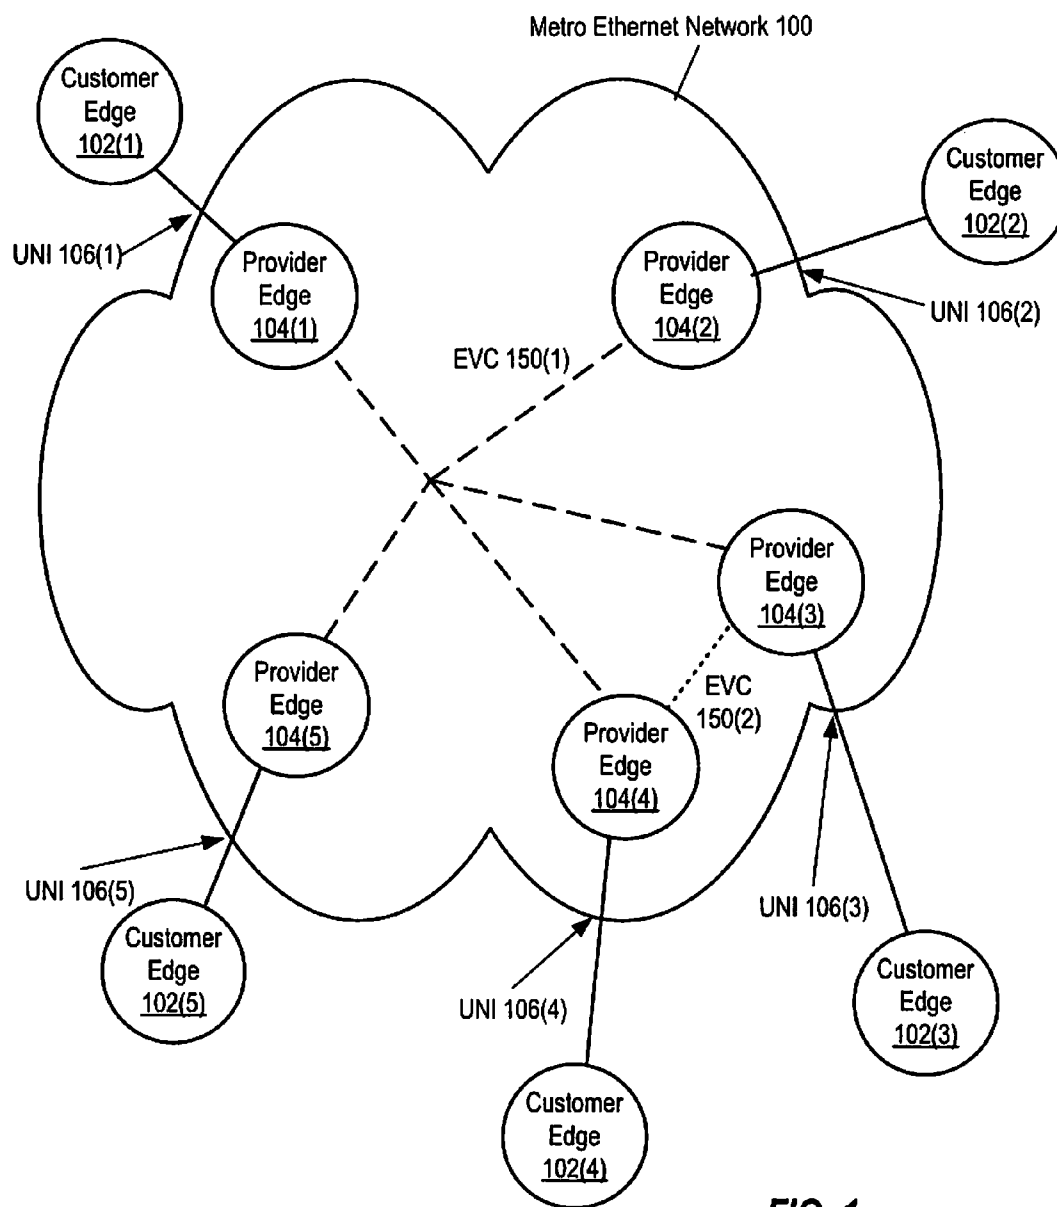 Metro Ethernet Network 100
Customer
Edge
102(1)
Customer
Edge
102(2)
UNI 106(1)
Provider
Edge
104(1)
Provider
Edge
104(2)
UNI 106(2)
EVC 150(1)
Provider
Edge
104(3)
Provider
Edge
104(5)
EVC
150(2)
Provider
Edge
104(4)
UNI 106(5)
UNI 106(3)
Customer
Edge
102(5)
UNI 106(4)
Customer
Edge
102(3)
Customer
Edge
102(4)
FIG. 1